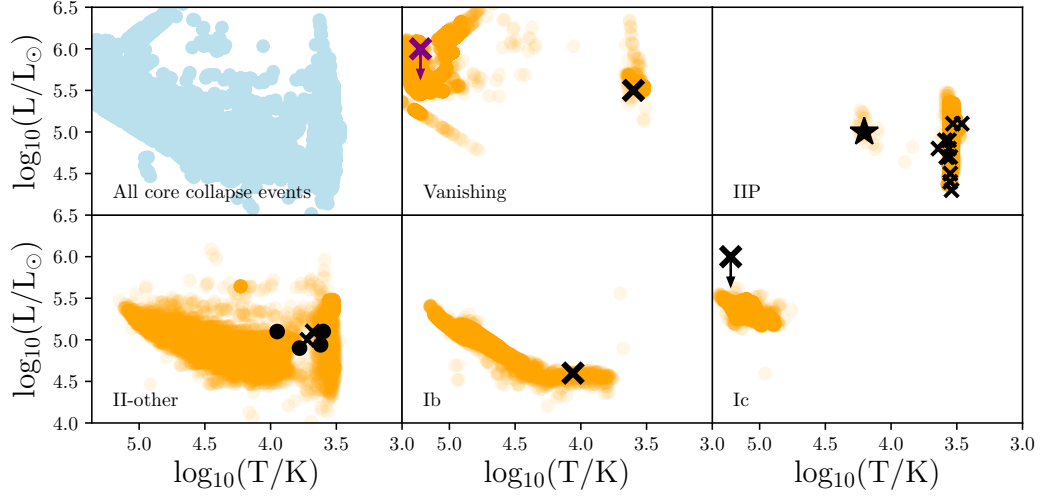 log₁₀(L/L⊙)
6.5
6.0
5.5
5.0
4.5
All core collapse events
Vanishing
IIP
log₁₀(L/L⊙)
6.5
6.0
5.5
5.0
4.5
4.0
II-other
Ib
Ic
5.0 4.5 4.0 3.5 3.0 5.0 4.5 4.0 3.5 3.0 5.0 4.5 4.0 3.5 3.0
log₁₀(T/K) log₁₀(T/K) log₁₀(T/K)